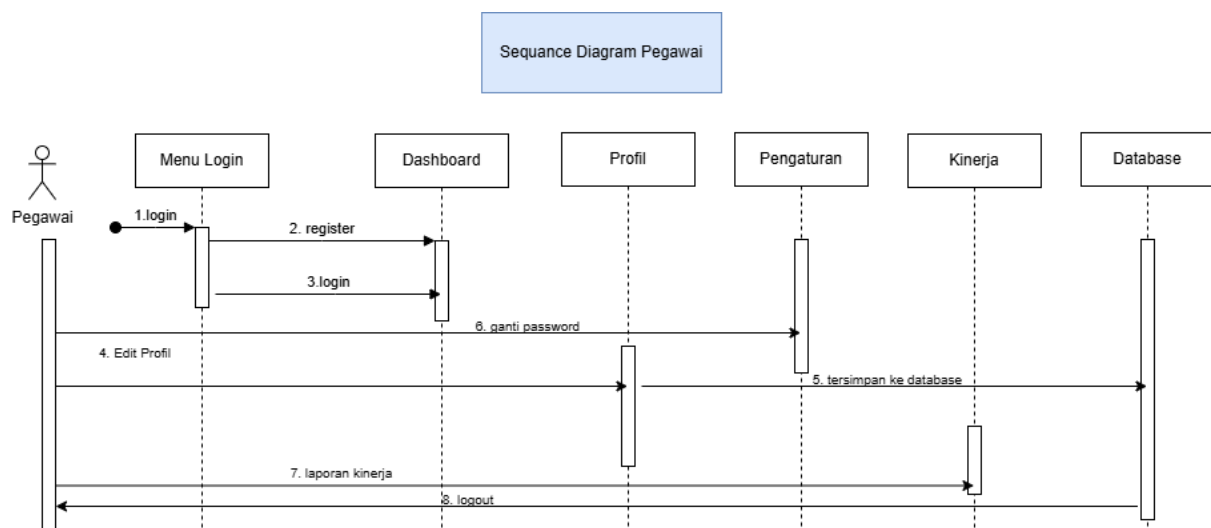 Sequance Diagram Pegawai
Menu Login
Dashboard
Profil
Pengaturan
Kinerja
Database
Pegawai
1.login
2. register
3.login
6. ganti password
4. Edit Profil
5. tersimpan ke database
7. laporan kinerja
8. logout